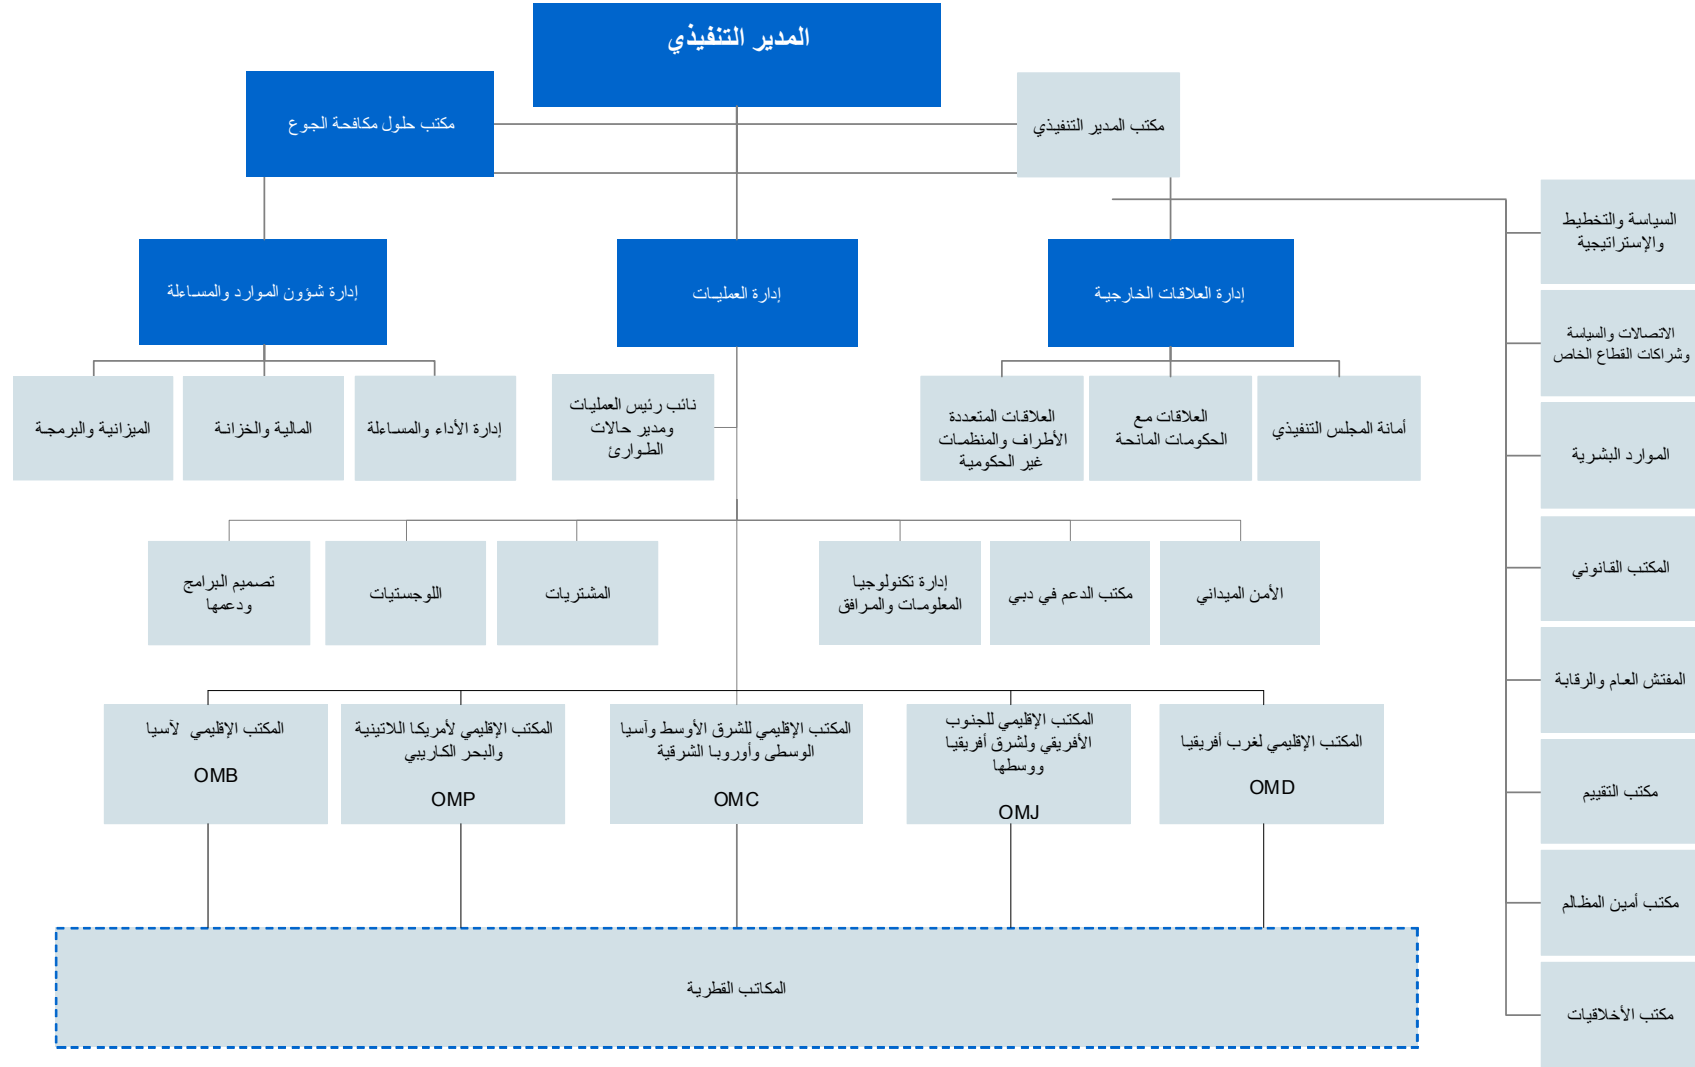 المدير التنفيذي
مكتب حلول مكافحة الجوع
مكتب المدير التنفيذي
السياسة والتخطيط
والإستراتيجية
الاتصالات والسياسة
وشراكات القطاع الخاص
الموارد البشرية
المكتب القانوني
المفتش العام والرقابة
مكتب التقييم
مكتب أمين المظالم
مكتب الأخلاقيات
إدارة العلاقات الخارجية
إدارة العمليات
إدارة شؤون الموارد والمساءلة
أمانة المجلس التنفيذي
العلاقات مع
الحكومات المانحة
العلاقات المتعددة
الأطراف والمنظمات
غير الحكومية
نائب رئيس العمليات
ومدير حالات
الطوارئ
إدارة الأداء والمساءلة
المالية والخزانة
الميزانية والبرمجة
الأمن الميداني
مكتب الدعم في دبي
إدارة تكنولوجيا
المعلومات والمرافق
المشتريات
اللوجستيات
تصميم البرامج
ودعمها
المكتب الإقليمي لغرب أفريقيا
OMD
المكتب الإقليمي للجنوب
الأفريقي ولشرق أفريقيا
ووسطها
OMJ
المكتب الإقليمي للشرق الأوسط وآسيا
الوسطى وأوروبا الشرقية
OMC
المكتب الإقليمي لأمريكا اللاتينية
والبحر الكاريبي
OMP
المكتب الإقليمي لآسيا
OMB
المكاتب القطرية